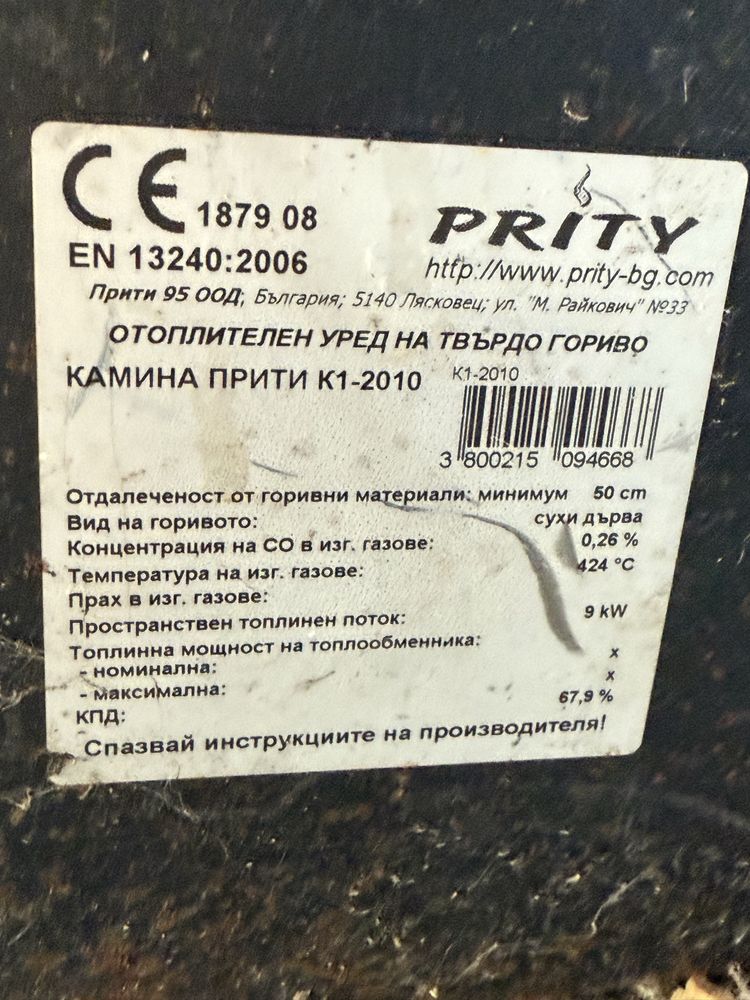 CE 1879 08
PRITY
EN 13240:2006
http://www.prity-bg.com
Прити 95 ООД; България; 5140 Лясковец; ул. "М. Райкович" №33
ОТОПЛИТЕЛЕН УРЕД НА ТВЪРДО ГОРИВО
КАМИНА ПРИТИ К1-2010
К1-2010
3 800215 094668
Отдалеченост от горивни материали: минимум 50 cm
Вид на горивото: сухи дърва
Концентрация на СО в изг. газове: 0,26 %
Температура на изг. газове: 424 °C
Прах в изг. газове:
Пространствен топлинен поток: 9 kW
Топлинна мощност на топлообменника:
- номинална: x
- максимална: x
КПД: 67,9 %
Спазвай инструкциите на производителя!